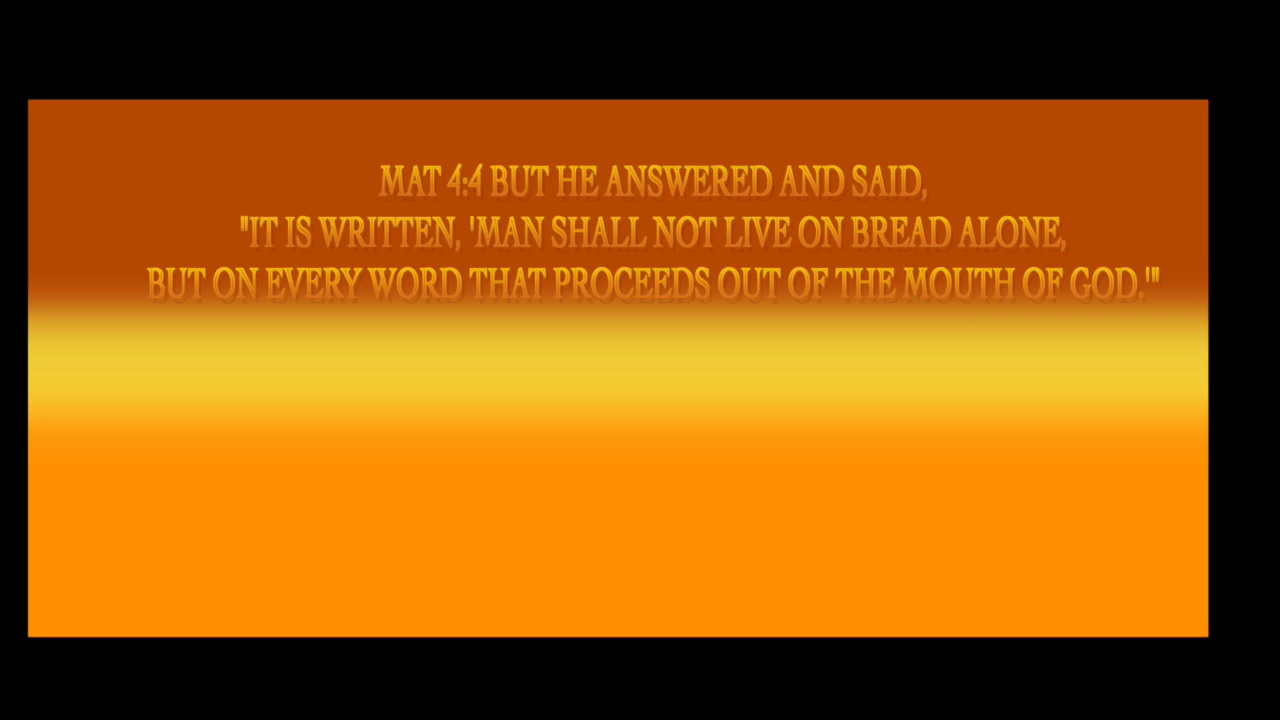 MAT 4:4 BUT HE ANSWERED AND SAID,
"IT IS WRITTEN, 'MAN SHALL NOT LIVE ON BREAD ALONE,
BUT ON EVERY WORD THAT PROCEEDS OUT OF THE MOUTH OF GOD.'"